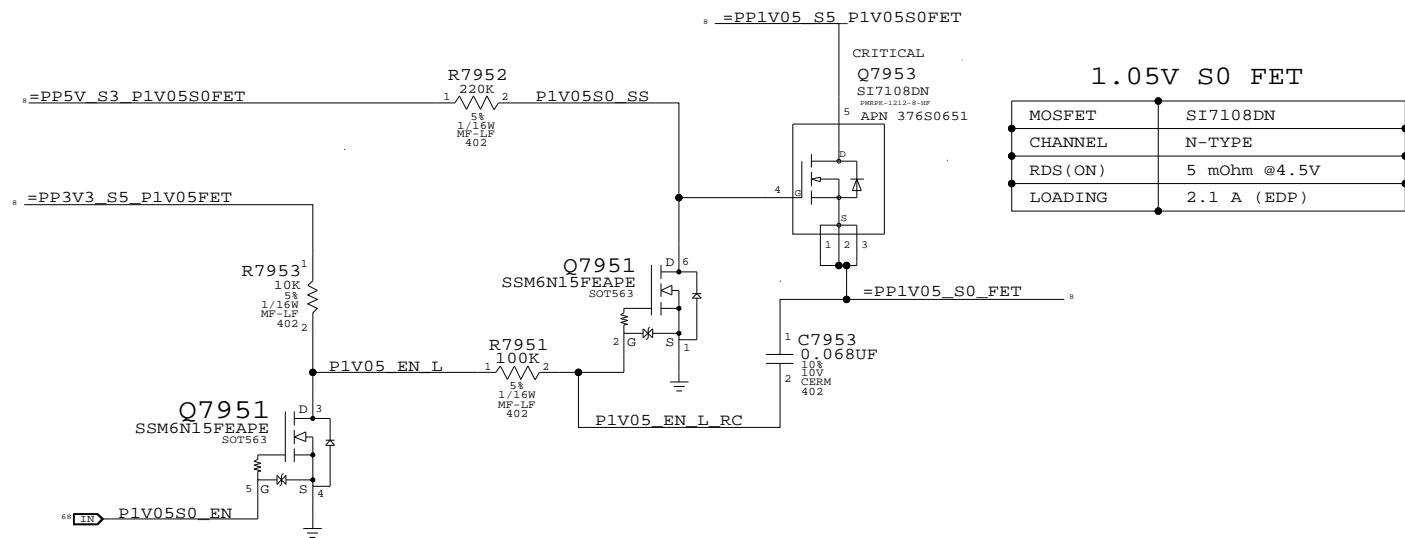 8 =PP1V05_S5_P1V05S0FET
CRITICAL
Q7953
SI7108DN
PWRPK-1212-8-HF
APN 376S0651
5
D
4
G
S
1 2 3
1.05V S0 FET
MOSFET SI7108DN
CHANNEL N-TYPE
RDS(ON) 5 mOhm @4.5V
LOADING 2.1 A (EDP)
R7952
220K
8 =PP5V_S3_P1V05S0FET 1 2 P1V05S0_SS
5%
1/16W
MF-LF
402
8 =PP3V3_S5_P1V05FET
R7953 1
10K
5%
1/16W
MF-LF
402 2
Q7951
SSM6N15FEAPE
SOT563
D 6
2 G S 1
=PP1V05_S0_FET 8
1 C7953
0.068UF
10%
10V
2 CERM
402
R7951
100K
P1V05_EN_L 1 2
5%
1/16W
MF-LF
402
P1V05_EN_L_RC
Q7951
SSM6N15FEAPE
SOT563
D 3
5 G S 4
68 IN P1V05S0_EN